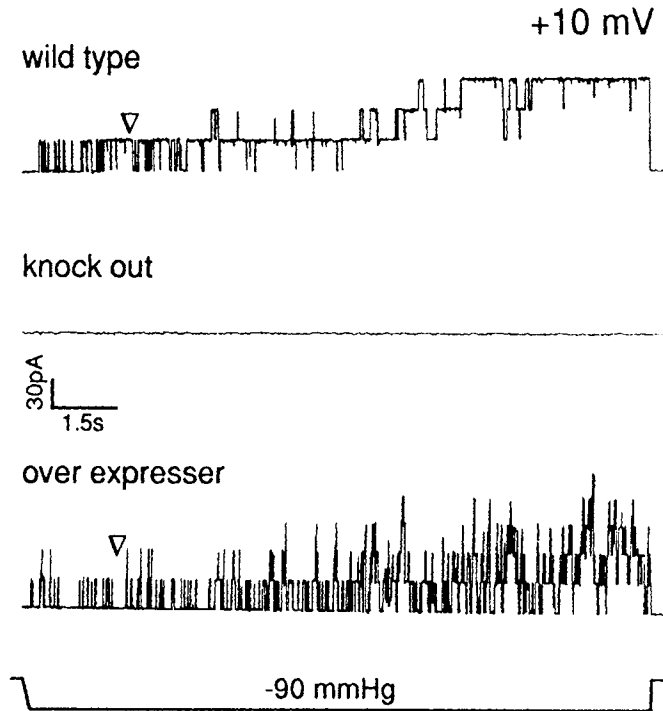 +10 mV
wild type
knock out
30pA
1.5s
over expresser
-90 mmHg